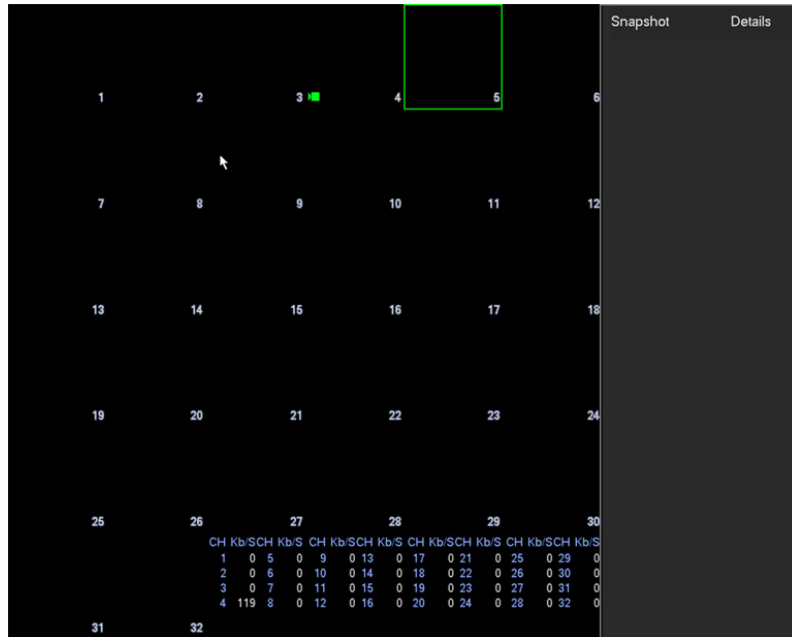 Snapshot Details
1 2 3 4 5 6
7 8 9 10 11 12
13 14 15 16 17 18
19 20 21 22 23 24
25 26 27 28 29 30
CH Kb/S CH Kb/S CH Kb/S CH Kb/S CH Kb/S CH Kb/S CH Kb/S CH Kb/S
1 0 5 0 9 0 13 0 17 0 21 0 25 0 29 0
2 0 6 0 10 0 14 0 18 0 22 0 26 0 30 0
3 0 7 0 11 0 15 0 19 0 23 0 27 0 31 0
4 119 8 0 12 0 16 0 20 0 24 0 28 0 32 0
31 32